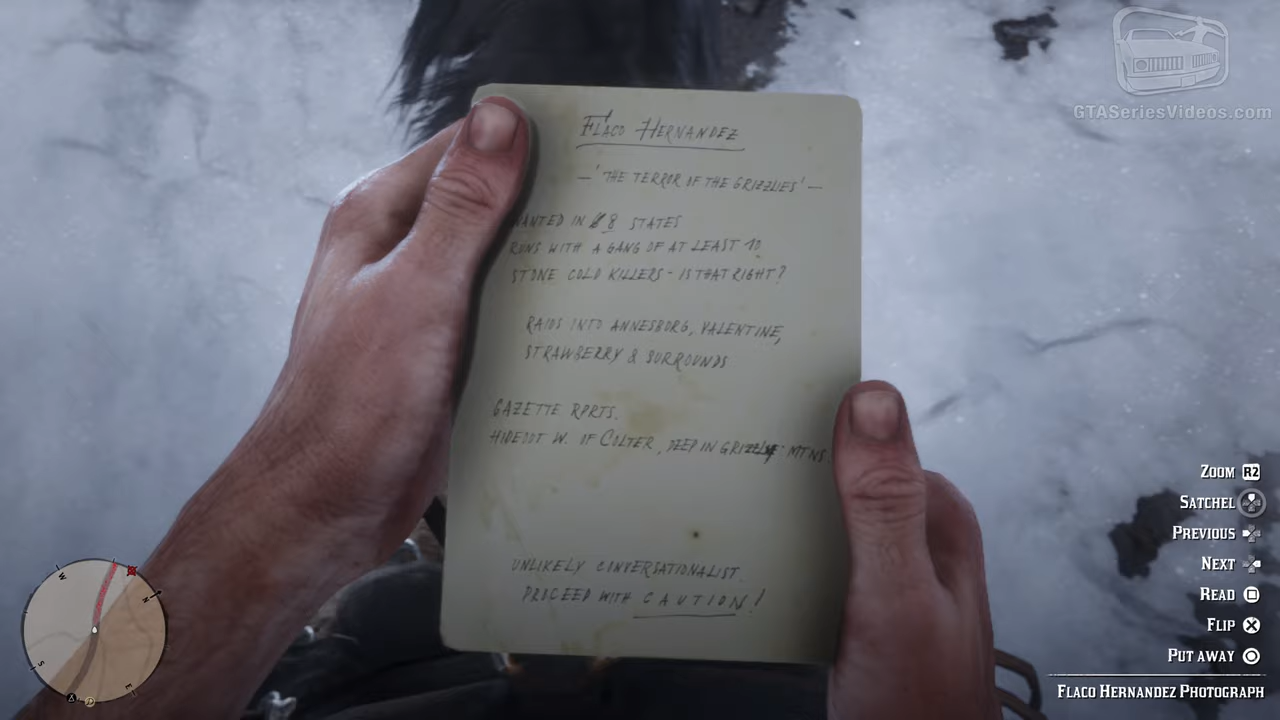 GTASeriesVideos.com
FLACO HERNANDEZ
-'THE TERROR OF THE GRIZZLIES'-
WANTED IN 8 STATES
RUNS WITH A GANG OF AT LEAST 10
STONE COLD KILLERS - IS THAT RIGHT?
RAIDS INTO ANNESBURG, VALENTINE,
STRAWBERRY & SURROUNDS
GAZETTE RPRTS.
HIDEOUT W. OF COLTER, DEEP IN MTNS
UNLIKELY CONVERSATIONALIST.
PROCEED WITH CAUTION!
ZOOM R2
SATCHEL
PREVIOUS
NEXT
READ
FLIP
PUT AWAY
FLACO HERNANDEZ PHOTOGRAPH
W
N
S
E